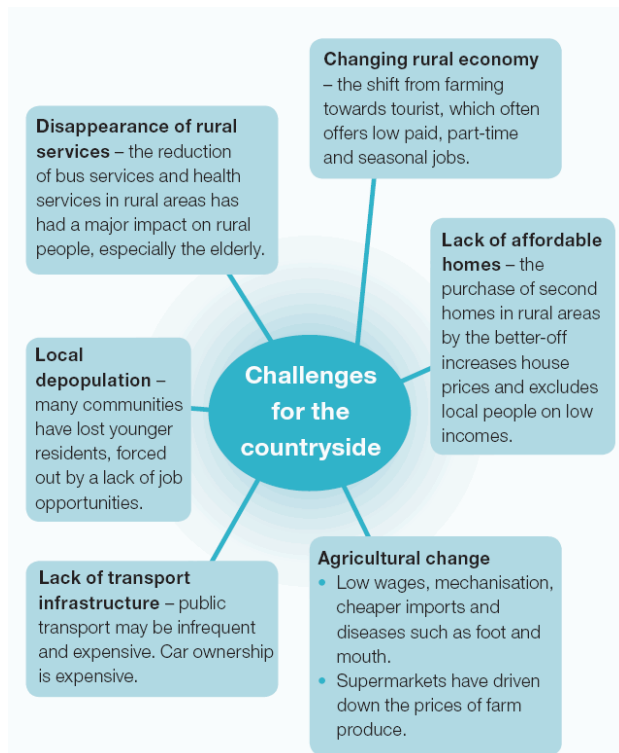 Changing rural economy
– the shift from farming
towards tourist, which often
offers low paid, part-time
and seasonal jobs.
Disappearance of rural
services – the reduction
of bus services and health
services in rural areas has
had a major impact on rural
people, especially the elderly.
Lack of affordable
homes – the
purchase of second
homes in rural areas
by the better-off
increases house
prices and excludes
local people on low
incomes.
Local
depopulation –
many communities
have lost younger
residents, forced
out by a lack of job
opportunities.
Challenges
for the
countryside
Lack of transport
infrastructure – public
transport may be infrequent
and expensive. Car ownership
is expensive.
Agricultural change
• Low wages, mechanisation,
cheaper imports and
diseases such as foot and
mouth.
• Supermarkets have driven
down the prices of farm
produce.